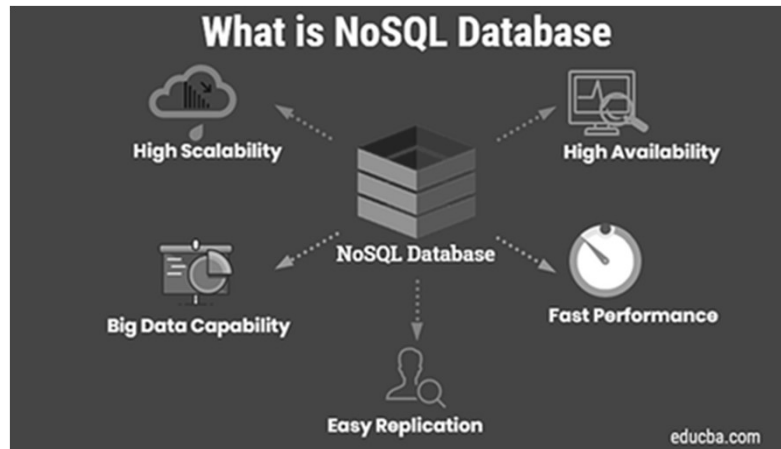 What is NoSQL Database
High Scalability
High Availability
NoSQL Database
Big Data Capability
Fast Performance
Easy Replication
educba.com